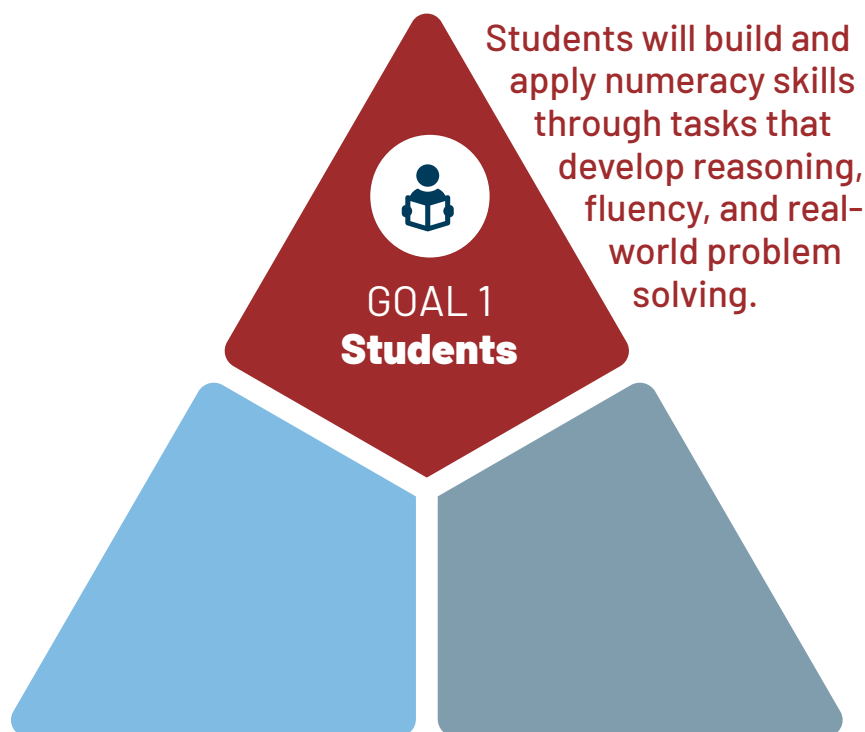 Students will build and
apply numeracy skills
through tasks that
develop reasoning,
fluency, and real-
world problem
solving.
GOAL 1
Students